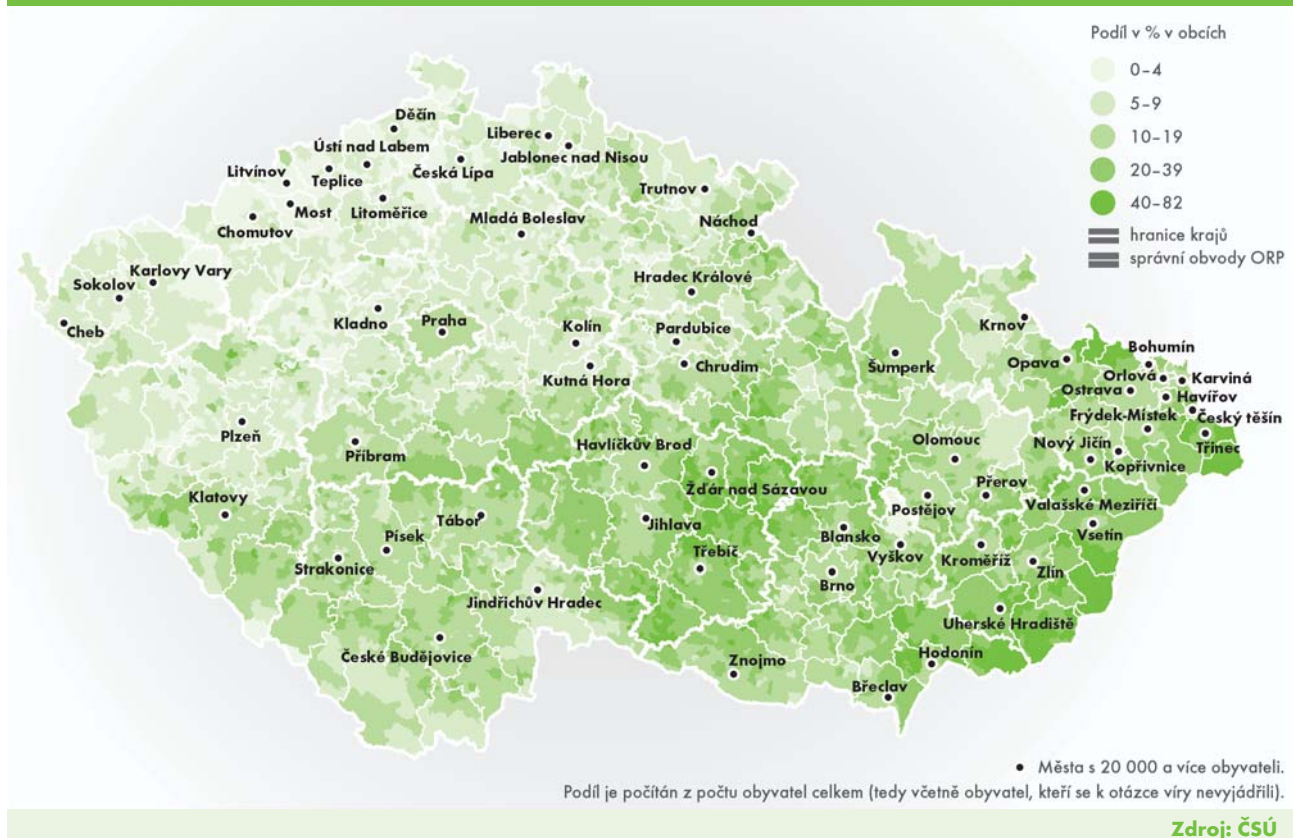 Podíl v % v obcích
0–4
5–9
10–19
20–39
40–82
hranice krajů
správní obvody ORP
Děčín
Liberec
Ústí nad Labem
Jablonec nad Nisou
Litvínov
Teplice
Česká Lípa
Trutnov
Most
Litoměřice
Mladá Boleslav
Náchod
Chomutov
Karlovy Vary
Sokolov
Hradec Králové
Cheb
Kladno
Praha
Kolín
Pardubice
Krnov
Kutná Hora
Chrudim
Šumperk
Opava
Bohumín
Orlová
Karviná
Ostrava
Havířov
Frýdek-Místek
Český těšín
Plzeň
Příbram
Havlíčkův Brod
Olomouc
Nový Jičín
Třinec
Kopřivnice
Žďár nad Sázavou
Přerov
Klatovy
Tábor
Jihlava
Postějov
Valašské Meziříčí
Písek
Blansko
Vsetín
Strakonice
Třebíč
Vyškov
Kroměříž
Zlín
Brno
Jindřichův Hradec
Uherské Hradiště
České Budějovice
Znojmo
Hodonín
Břeclav
Města s 20 000 a více obyvateli.
Podíl je počítán z počtu obyvatel celkem (tedy včetně obyvatel, kteří se k otázce víry nevyjádřili).
Zdroj: ČSÚ